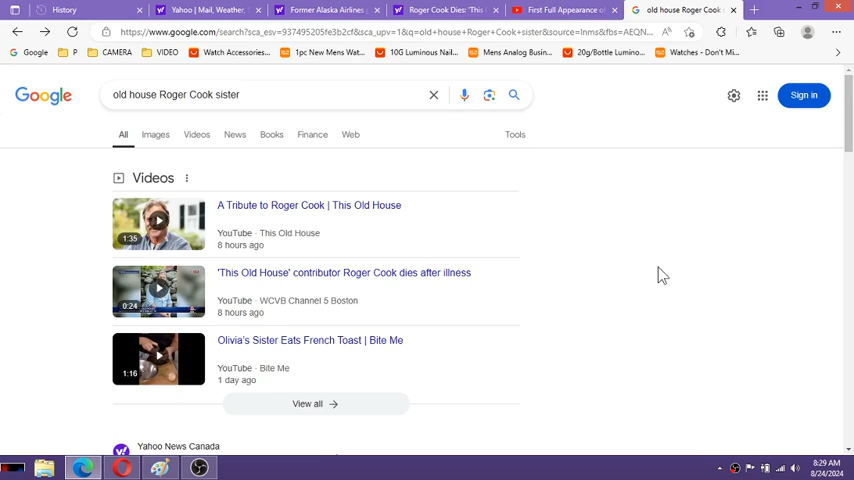 History
Yahoo | Mail, Weather,
Former Alaska Airlines
Roger Cook Dies: 'This
First Full Appearance o
old house Roger Cook
https://www.google.com/search?sca_esv=937495205fe3b2cf&sca_upv=1&q=old+house+Roger+Cook+sister&source=lnms&fbs=AEQN...
Google
P
CAMERA
VIDEO
Watch Accessories...
1pc New Mens Wat...
10G Luminous Nail...
Mens Analog Busin...
20g/Bottle Lumino...
Watches - Don't Mi...
Google
old house Roger Cook sister
Sign in
All
Images
Videos
News
Books
Finance
Web
Tools
Videos
A Tribute to Roger Cook | This Old House
YouTube · This Old House
8 hours ago
1:35
'This Old House' contributor Roger Cook dies after illness
YouTube · WCVB Channel 5 Boston
8 hours ago
0:24
Olivia's Sister Eats French Toast | Bite Me
YouTube · Bite Me
1 day ago
1:16
View all
Yahoo News Canada
8:29 AM
8/24/2024